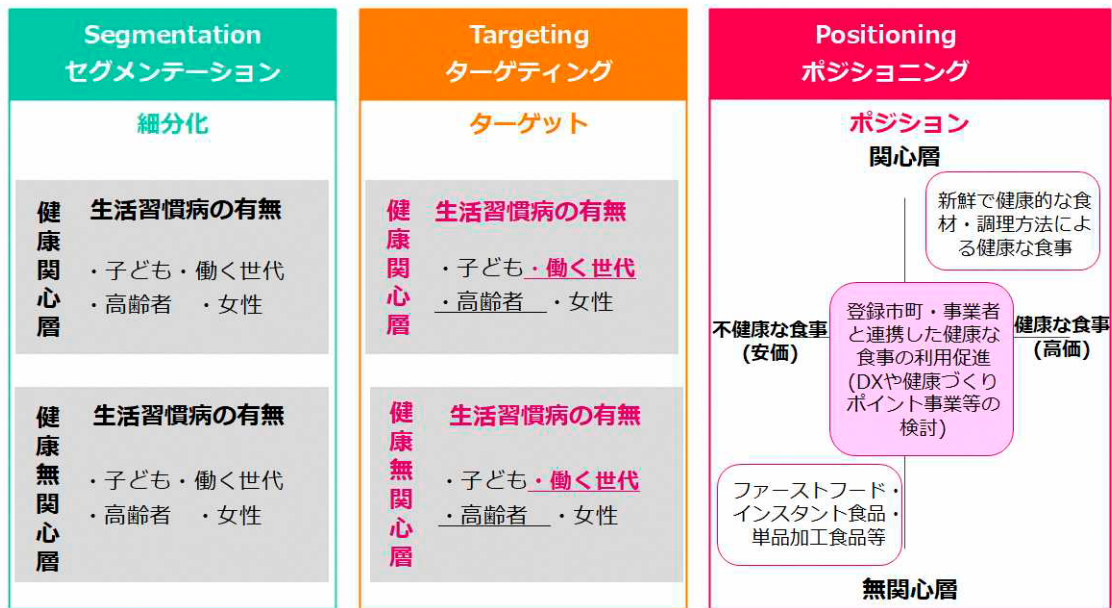 Segmentation
セグメンテーション
細分化
健康関心層
生活習慣病の有無
・子ども・働く世代
・高齢者　・女性
健康無関心層
生活習慣病の有無
・子ども・働く世代
・高齢者　・女性
Targeting
ターゲティング
ターゲット
健康関心層
生活習慣病の有無
・子ども・働く世代
・高齢者　・女性
健康無関心層
生活習慣病の有無
・子ども・働く世代
・高齢者　・女性
Positioning
ポジショニング
ポジション
関心層
新鮮で健康的な食
材・調理方法によ
る健康な食事
不健康な食事
(安価)
登録市町・事業者
と連携した健康な
食事の利用促進
(DXや健康づくり
ポイント事業等の
検討)
健康な食事
(高価)
ファーストフード・
インスタント食品・
単品加工食品等
無関心層